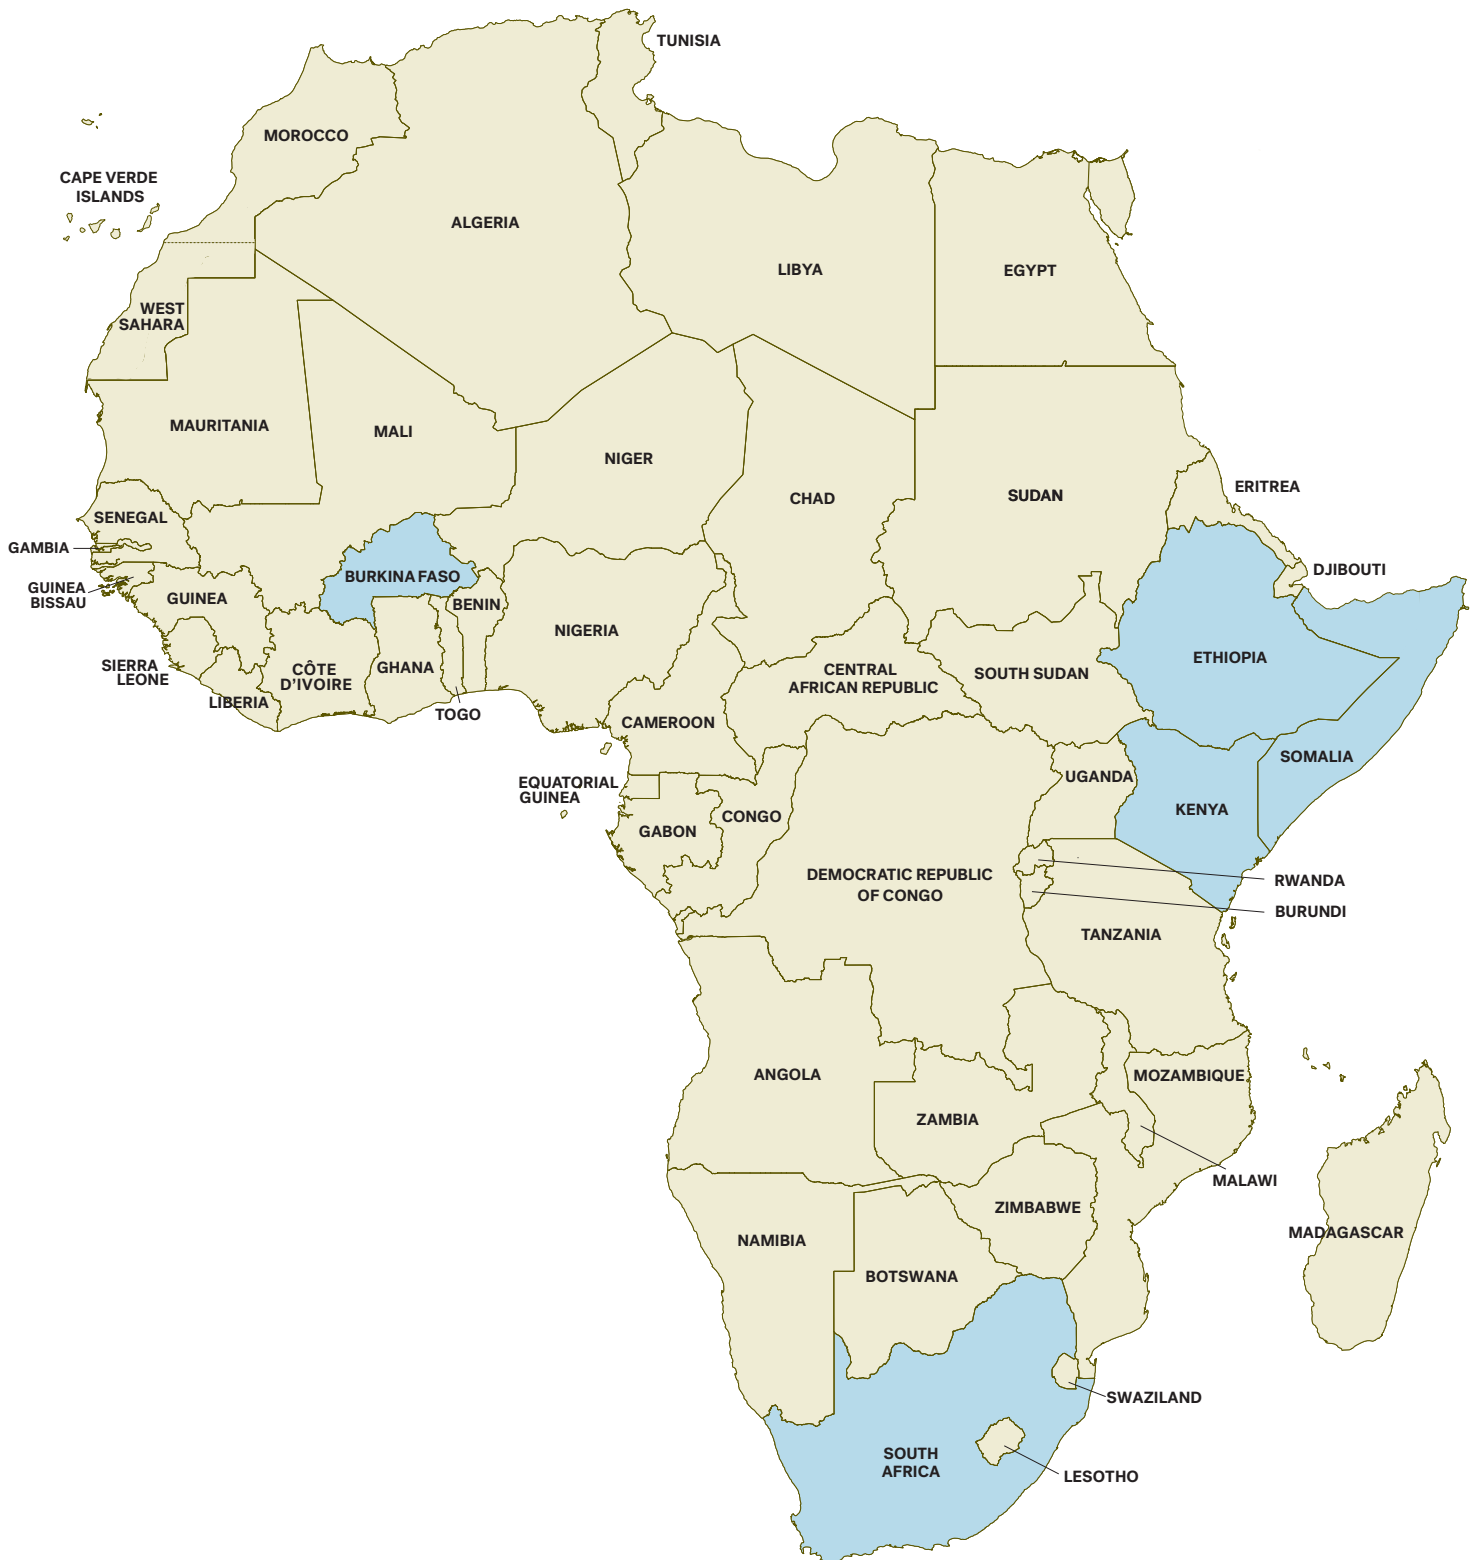 TUNISIA
MOROCCO
CAPE VERDE
ISLANDS
ALGERIA
LIBYA
EGYPT
WEST
SAHARA
MAURITANIA
MALI
NIGER
CHAD
SUDAN
ERITREA
SENEGAL
GAMBIA
DJIBOUTI
BURKINA FASO
GUINEA
BISSAU
GUINEA
BENIN
NIGERIA
ETHIOPIA
SIERRA
LEONE
CÔTE
D'IVOIRE
GHANA
CENTRAL
AFRICAN REPUBLIC
SOUTH SUDAN
LIBERIA
TOGO
CAMEROON
SOMALIA
UGANDA
EQUATORIAL
GUINEA
KENYA
CONGO
GABON
DEMOCRATIC REPUBLIC
OF CONGO
RWANDA
BURUNDI
TANZANIA
ANGOLA
MOZAMBIQUE
ZAMBIA
MALAWI
ZIMBABWE
MADAGASCAR
NAMIBIA
BOTSWANA
SWAZILAND
SOUTH
AFRICA
LESOTHO